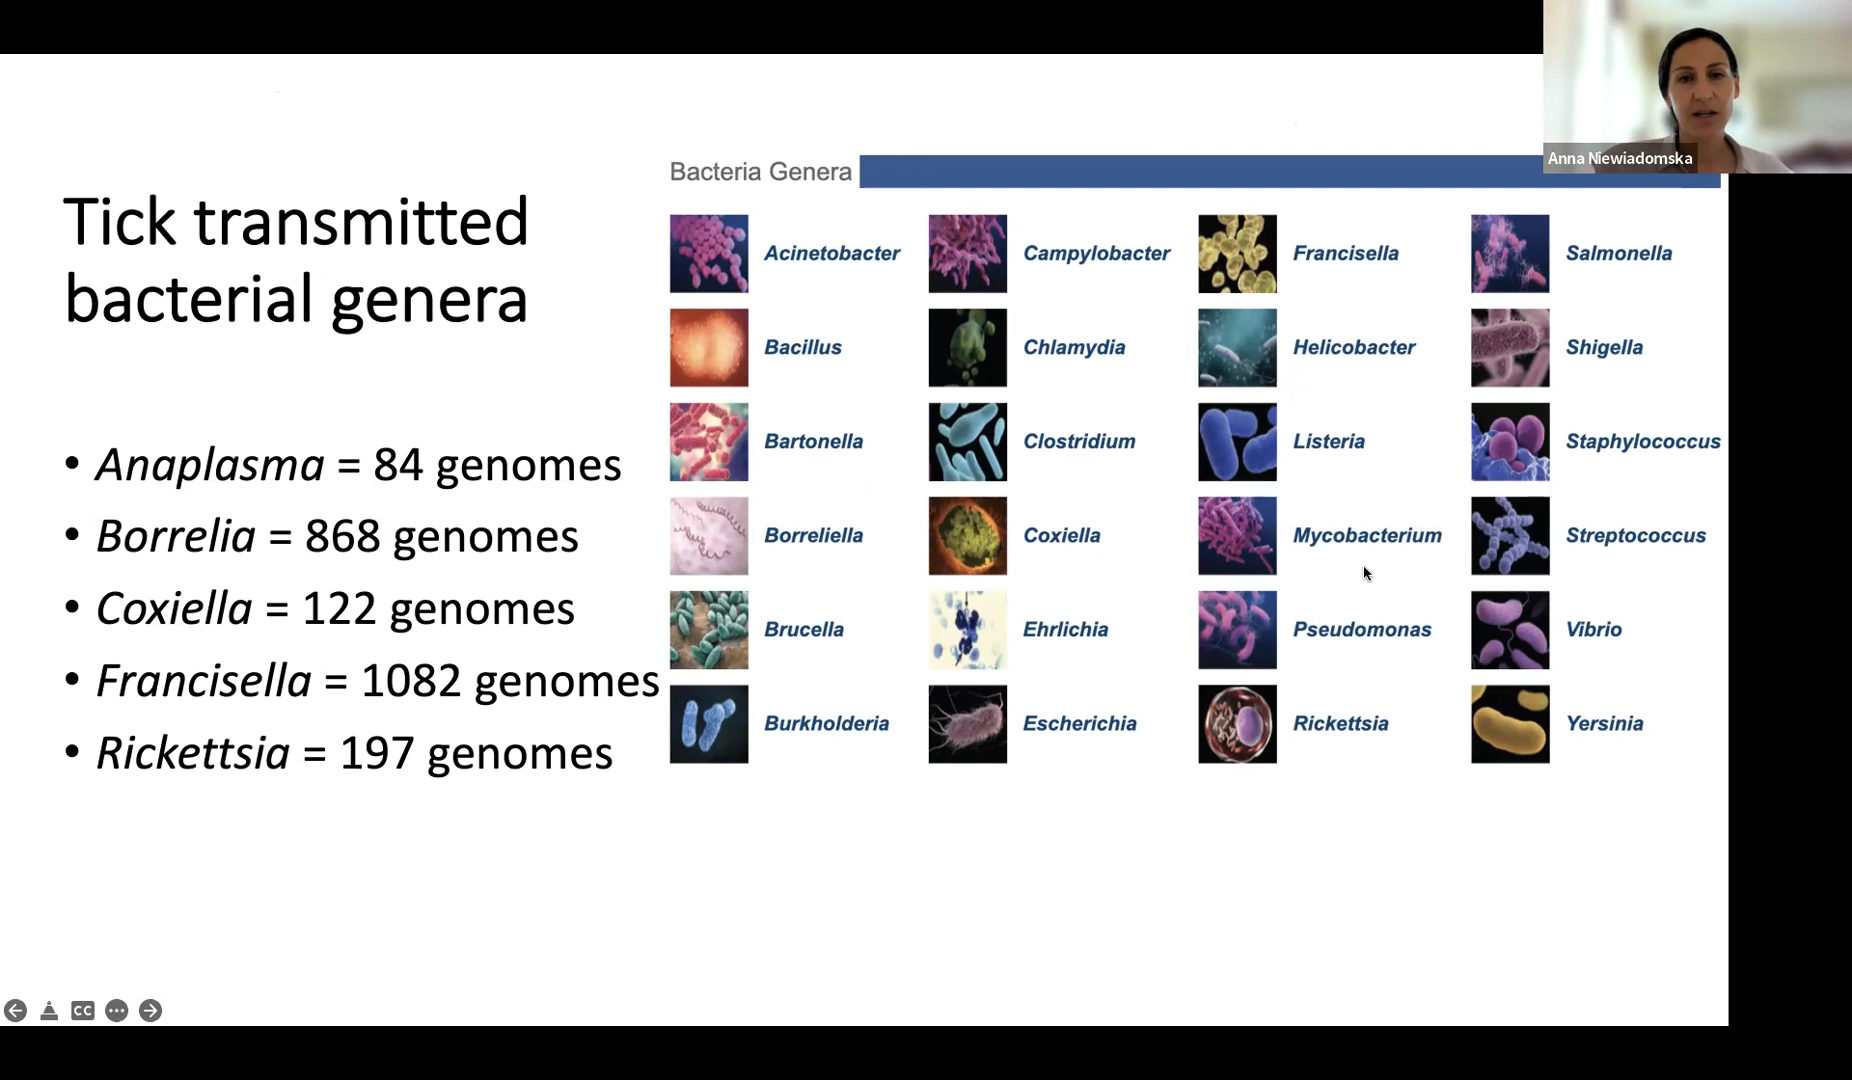 Anna Niewiadomska
Tick transmitted
bacterial genera
• Anaplasma = 84 genomes
• Borrelia = 868 genomes
• Coxiella = 122 genomes
• Francisella = 1082 genomes
• Rickettsia = 197 genomes
Bacteria Genera
Acinetobacter
Bacillus
Bartonella
Borreliella
Brucella
Burkholderia
Campylobacter
Chlamydia
Clostridium
Coxiella
Ehrlichia
Escherichia
Francisella
Helicobacter
Listeria
Mycobacterium
Pseudomonas
Rickettsia
Salmonella
Shigella
Staphylococcus
Streptococcus
Vibrio
Yersinia
CC